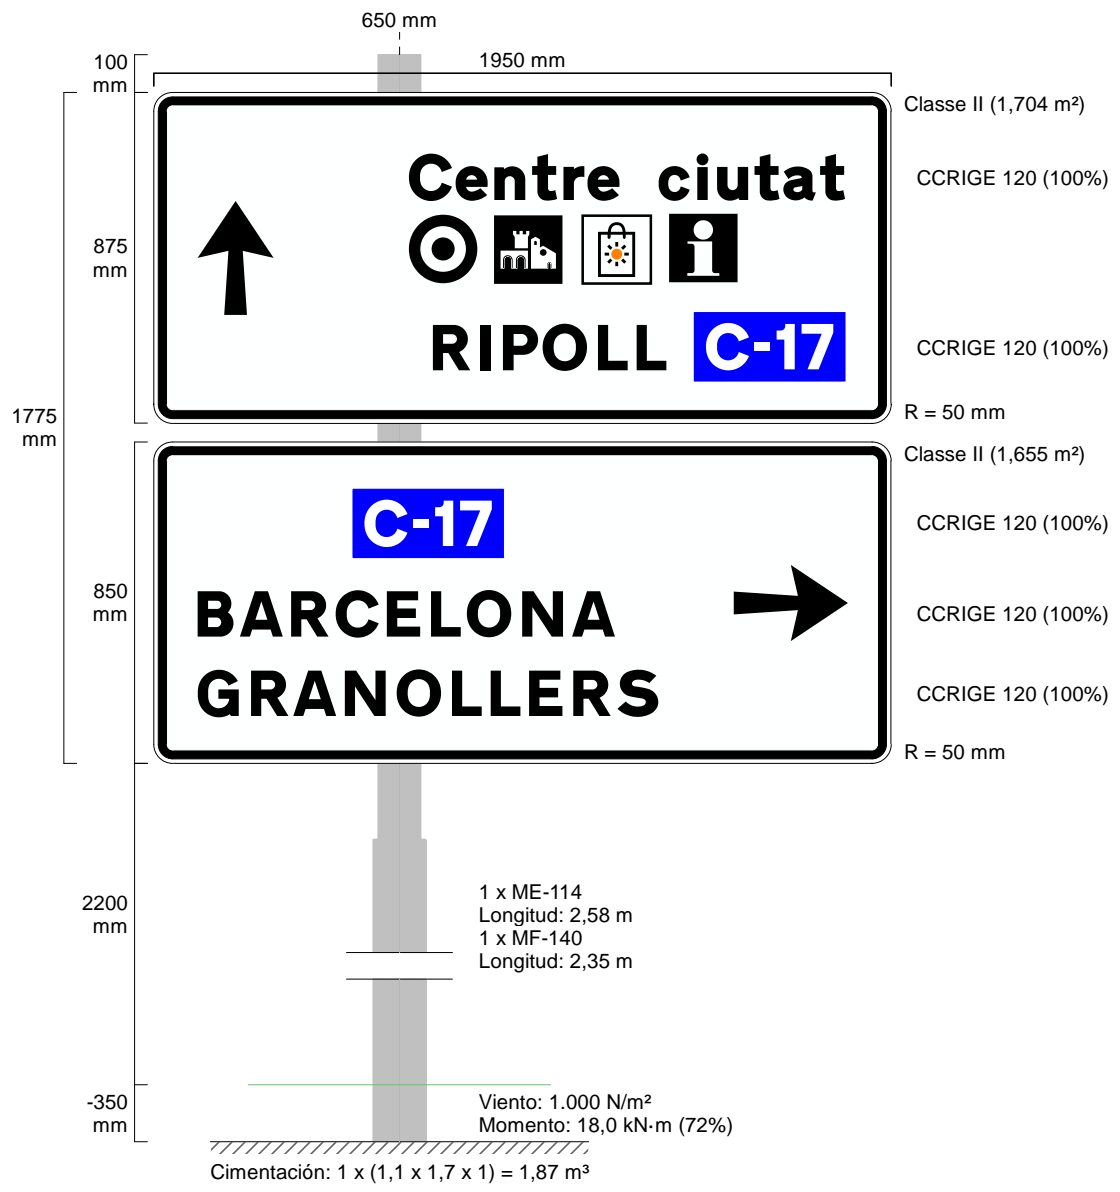 650 mm
100
mm
1950 mm
Classe II (1,704 m²)
Centre ciutat
CCRIGE 120 (100%)
875
mm
i
RIPOLL C-17
CCRIGE 120 (100%)
R = 50 mm
1775
mm
Classe II (1,655 m²)
C-17
CCRIGE 120 (100%)
850
mm
BARCELONA
CCRIGE 120 (100%)
GRANOLLERS
CCRIGE 120 (100%)
R = 50 mm
2200
mm
1 x ME-114
Longitud: 2,58 m
1 x MF-140
Longitud: 2,35 m
-350
mm
Viento: 1.000 N/m²
Momento: 18,0 kN·m (72%)
Cimentación: 1 x (1,1 x 1,7 x 1) = 1,87 m³